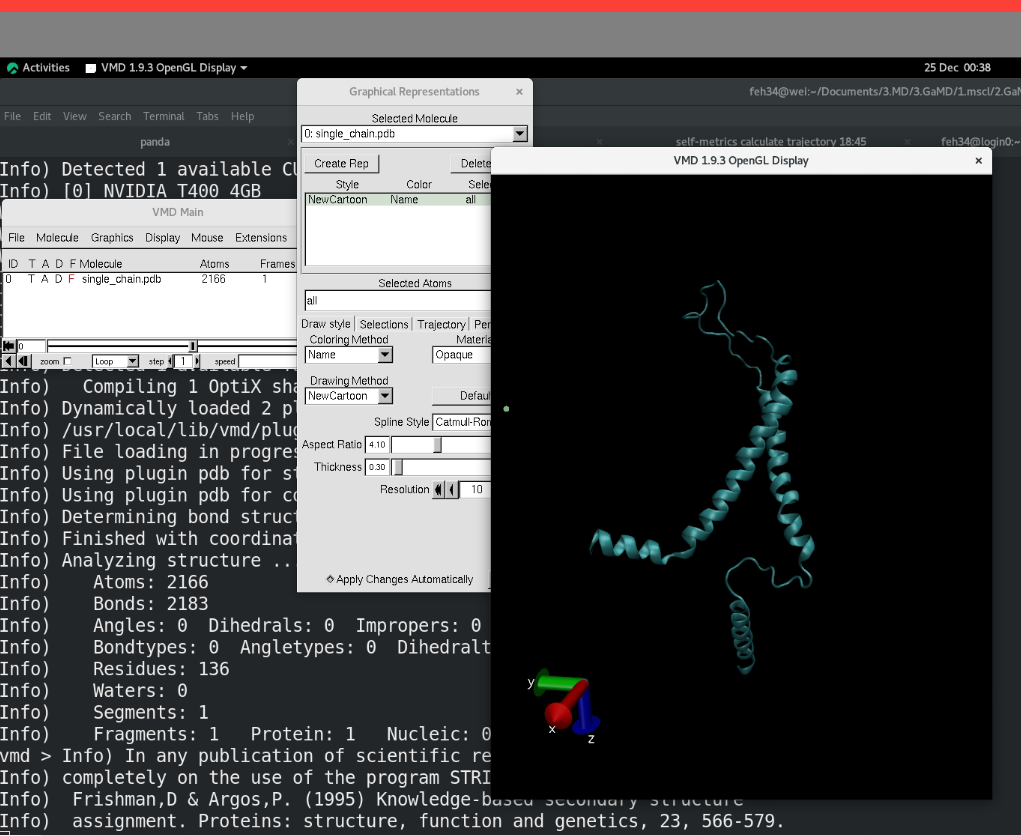 Activities VMD 1.9.3 OpenGL Display 25 Dec 00:38
feh34@wei:~/Documents/3.MD/3.GaMD/1.mscl/2.GaM
File Edit View Search Terminal Tabs Help
panda × × self-metrics calculate trajectory 18:45 × feh34@login0:~
Info) Detected 1 available CU
Info) [0] NVIDIA T400 4GB
VMD Main
File Molecule Graphics Display Mouse Extensions
ID T A D F Molecule Atoms Frames
0 T A D F single_chain.pdb 2166 1
0
zoom Loop step 1 speed
Graphical Representations ×
Selected Molecule
0: single_chain.pdb
Create Rep Delete
Style Color Selec
NewCartoon Name all
Selected Atoms
all
Draw style Selections Trajectory Per
Coloring Method Materia
Name Opaque
Drawing Method
NewCartoon Defaul
Spline Style Catmul-Rom
Aspect Ratio 4.10
Thickness 0.30
Resolution 10
Apply Changes Automatically
VMD 1.9.3 OpenGL Display ×
y
x
z
Info) Compiling 1 OptiX sha
Info) Dynamically loaded 2 pl
Info) /usr/local/lib/vmd/plug
Info) File loading in progres
Info) Using plugin pdb for st
Info) Using plugin pdb for co
Info) Determining bond struct
Info) Finished with coordinat
Info) Analyzing structure ...
Info) Atoms: 2166
Info) Bonds: 2183
Info) Angles: 0 Dihedrals: 0 Impropers: 0
Info) Bondtypes: 0 Angletypes: 0 Dihedralt
Info) Residues: 136
Info) Waters: 0
Info) Segments: 1
Info) Fragments: 1 Protein: 1 Nucleic: 0
vmd > Info) In any publication of scientific re
Info) completely on the use of the program STRI
Info) Frishman,D & Argos,P. (1995) Knowledge-based secondary structure
Info) assignment. Proteins: structure, function and genetics, 23, 566-579.